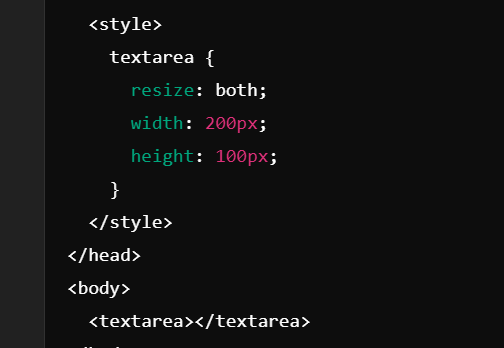 <style>
textarea {
resize: both;
width: 200px;
height: 100px;
}
</style>
</head>
<body>
<textarea></textarea>